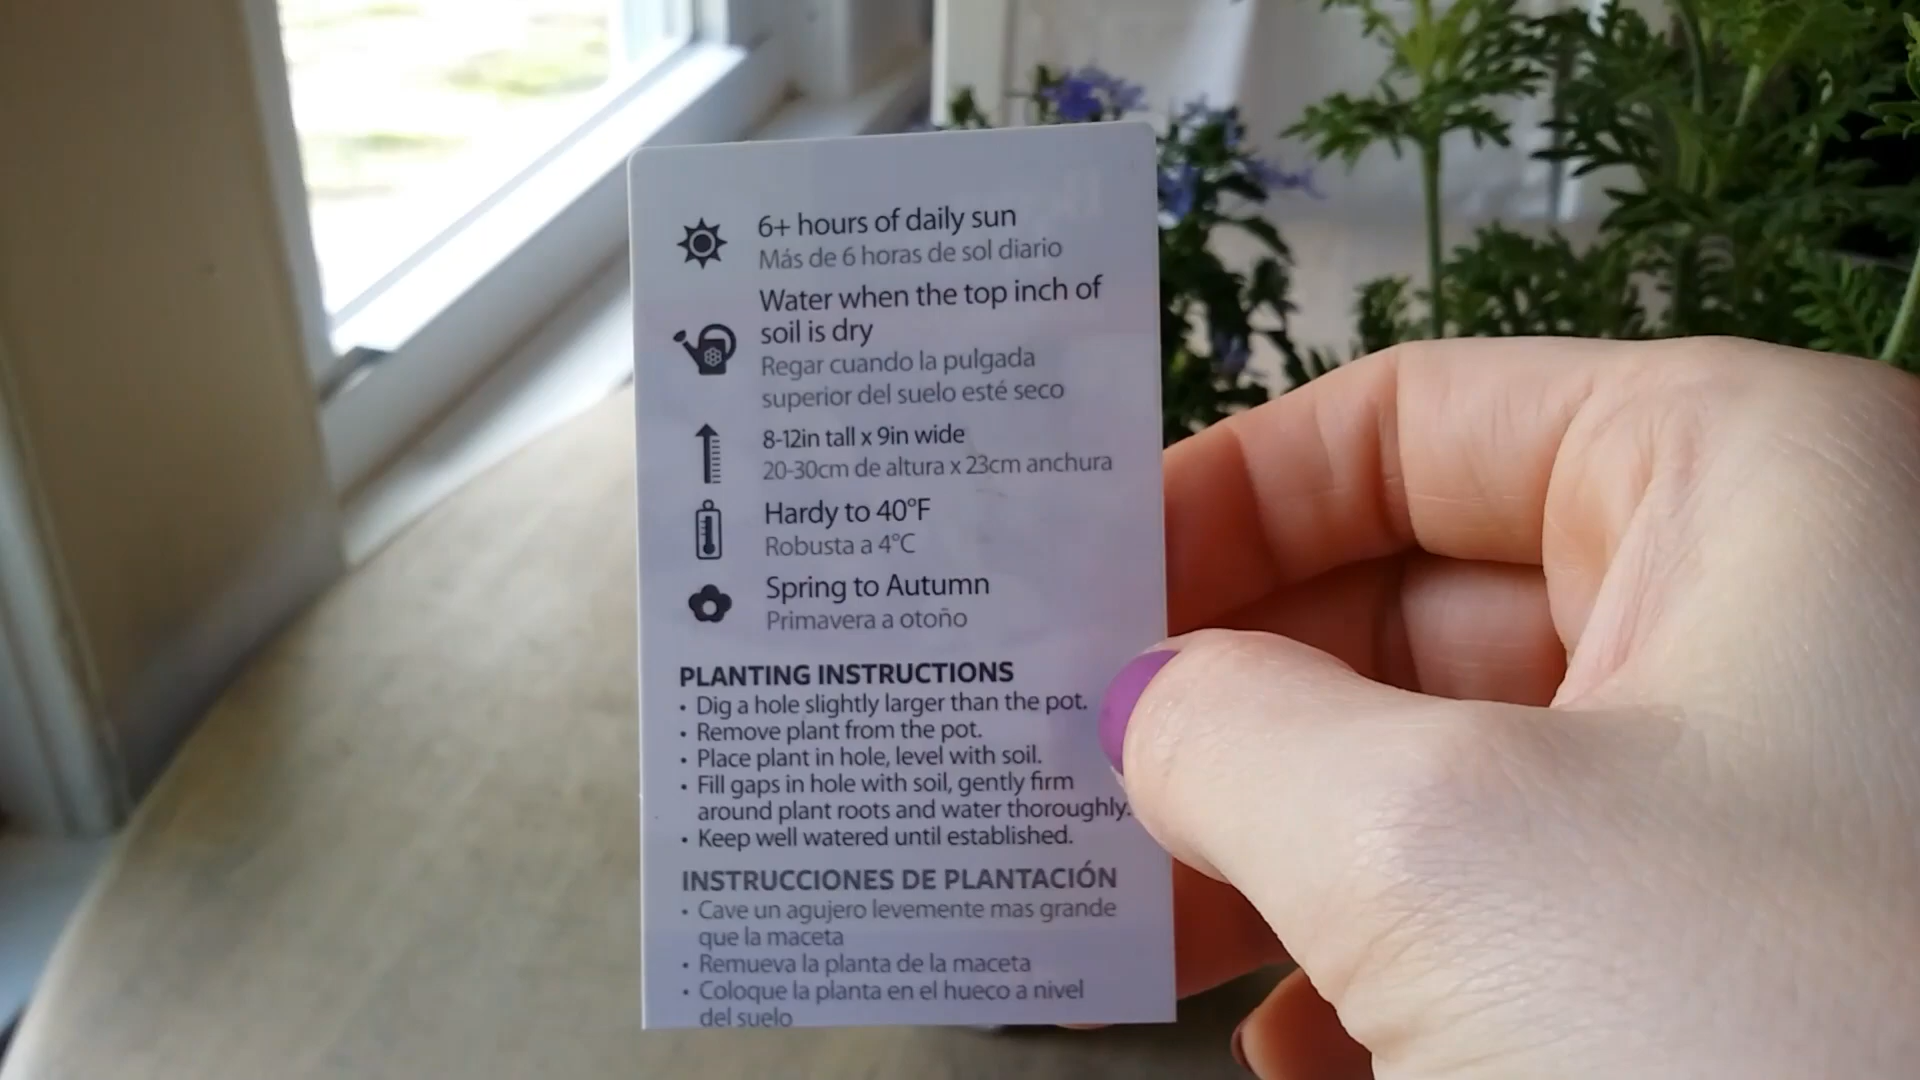 6+ hours of daily sun
Más de 6 horas de sol diario
Water when the top inch of
soil is dry
Regar cuando la pulgada
superior del suelo esté seco
8-12in tall x 9in wide
20-30cm de altura x 23cm anchura
Hardy to 40°F
Robusta a 4°C
Spring to Autumn
Primavera a otoño
PLANTING INSTRUCTIONS
• Dig a hole slightly larger than the pot.
• Remove plant from the pot.
• Place plant in hole, level with soil.
• Fill gaps in hole with soil, gently firm
around plant roots and water thoroughly.
• Keep well watered until established.
INSTRUCCIONES DE PLANTACIÓN
• Cave un agujero levemente mas grande
que la maceta
• Remueva la planta de la maceta
• Coloque la planta en el hueco a nivel
del suelo